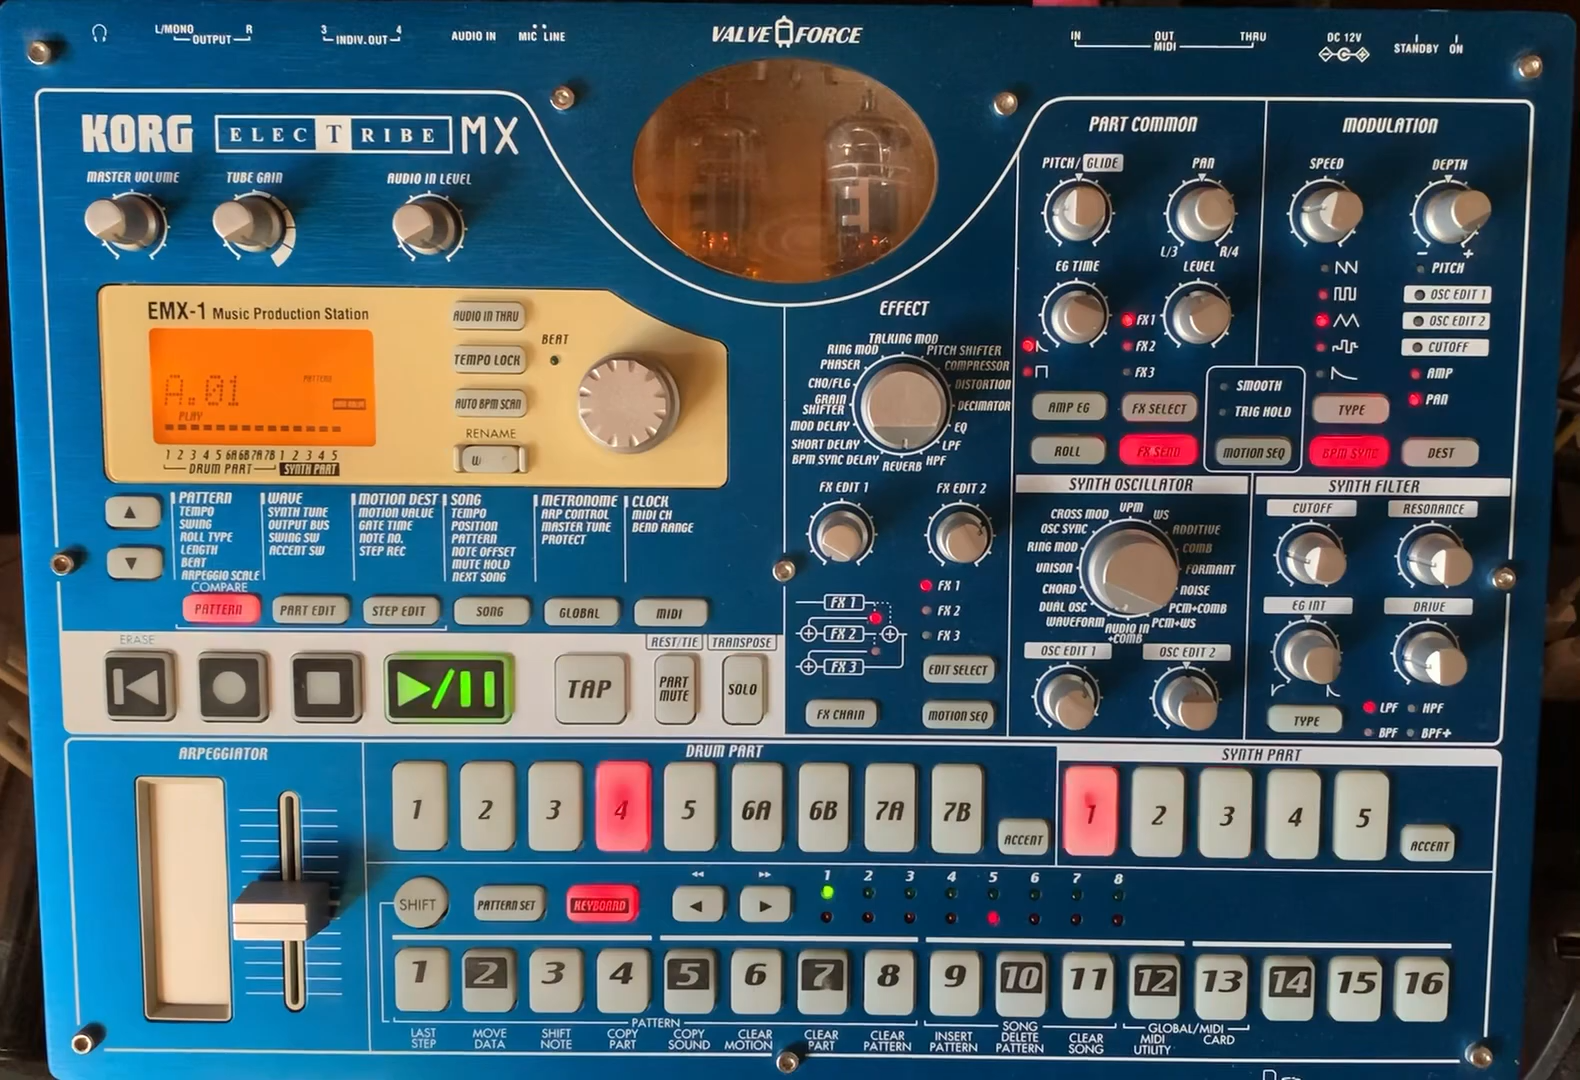 L/MONO OUTPUT R
3 INDIV.OUT 4
AUDIO IN
MIC LINE
VALVE FORCE
IN OUT THRU
MIDI
DC 12V
STANDBY ON
KORG ELECTRIBE MX
MASTER VOLUME
TUBE GAIN
AUDIO IN LEVEL
EMX-1 Music Production Station
A.01
PATTERN
PLAY
1 2 3 4 5 6A 6B 7A 7B 1 2 3 4 5
DRUM PART SYNTH PART
AUDIO IN THRU
TEMPO LOCK
AUTO BPM SCAN
RENAME
W
BEAT
PATTERN
TEMPO
SWING
ROLL TYPE
LENGTH
BEAT
ARPEGGIO SCALE
WAVE
SYNTH TUNE
OUTPUT BUS
SWING SW
ACCENT SW
MOTION DEST
MOTION VALUE
GATE TIME
NOTE NO.
STEP REC
SONG
TEMPO
POSITION
PATTERN
NOTE OFFSET
MUTE HOLD
NEXT SONG
METRONOME
ARP CONTROL
MASTER TUNE
PROTECT
CLOCK
MIDI CH
BEND RANGE
COMPARE
PATTERN
PART EDIT
STEP EDIT
SONG
GLOBAL
MIDI
ERASE
TAP
REST/TIE
PART
MUTE
TRANSPOSE
SOLO
EFFECT
TALKING MOD
RING MOD
PHASER
CHO/FLG
GRAIN
SHIFTER
MOD DELAY
SHORT DELAY
BPM SYNC DELAY
REVERB
HPF
LPF
EQ
DECIMATOR
DISTORTION
COMPRESSOR
PITCH SHIFTER
FX EDIT 1
FX EDIT 2
FX 1
FX 2
FX 3
FX 1
FX 2
FX 3
EDIT SELECT
FX CHAIN
MOTION SEQ
PART COMMON
PITCH/GLIDE
PAN
L/3 R/4
EG TIME
LEVEL
FX1
FX2
FX3
AMP EG
FX SELECT
ROLL
FX SEND
SMOOTH
TRIG HOLD
MOTION SEQ
MODULATION
SPEED
DEPTH
- +
PITCH
OSC EDIT 1
OSC EDIT 2
CUTOFF
AMP
PAN
TYPE
BPM SYNC
DEST
SYNTH OSCILLATOR
VPM
CROSS MOD
OSC SYNC
RING MOD
UNISON
CHORD
DUAL OSC
WAVEFORM
AUDIO IN
+COMB
PCM+WS
PCM+COMB
NOISE
FORMANT
COMB
ADDITIVE
WS
OSC EDIT 1
OSC EDIT 2
SYNTH FILTER
CUTOFF
RESONANCE
EG INT
DRIVE
TYPE
LPF
HPF
BPF
BPF+
ARPEGGIATOR
DRUM PART
1 2 3 4 5 6A 6B 7A 7B
ACCENT
SYNTH PART
1 2 3 4 5
ACCENT
SHIFT
PATTERN SET
KEYBOARD
1 2 3 4 5 6 7 8
1 2 3 4 5 6 7 8 9 10 11 12 13 14 15 16
PATTERN
LAST
STEP
MOVE
DATA
SHIFT
NOTE
COPY
PART
COPY
SOUND
CLEAR
MOTION
CLEAR
PART
CLEAR
PATTERN
SONG
INSERT
PATTERN
DELETE
PATTERN
CLEAR
SONG
GLOBAL/MIDI
MIDI
UTILITY
CARD